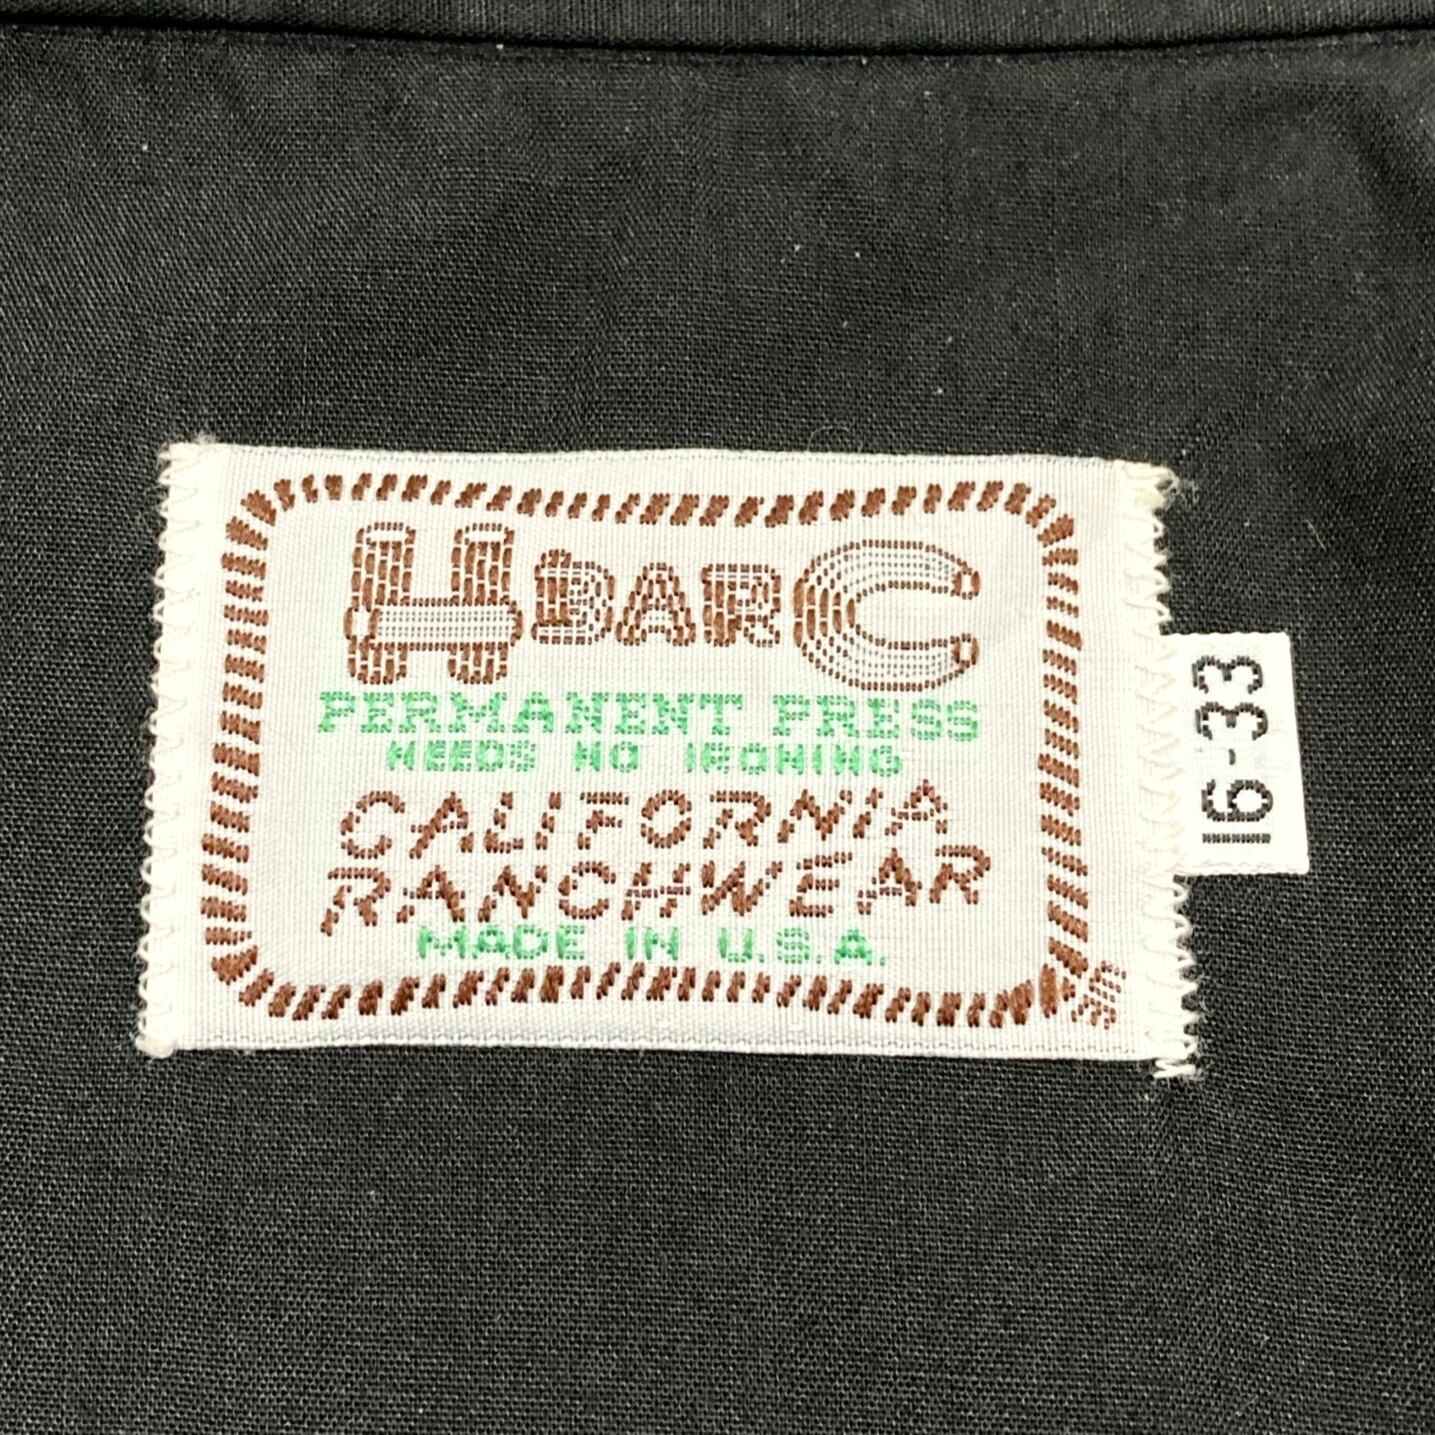 H BAR C
PERMANENT PRESS
NEEDS NO IRONING
CALIFORNIA
RANCHWEAR
MADE IN U.S.A.
16-33